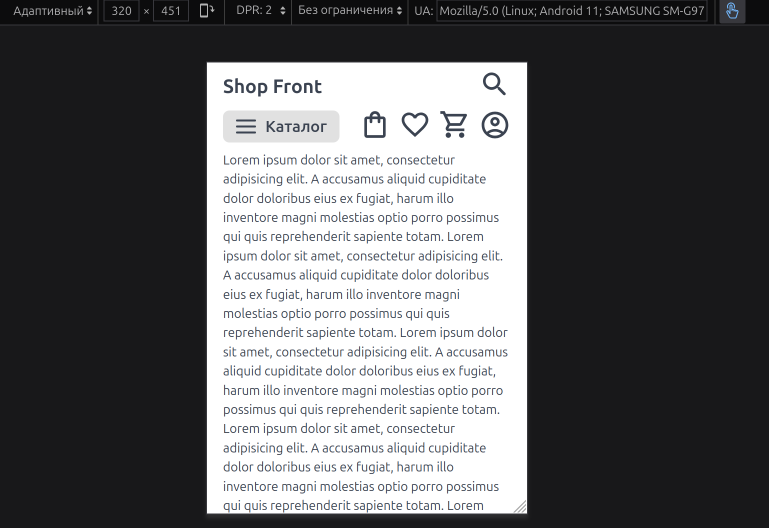 Адаптивный 320 × 451 DPR: 2 Без ограничения UA: Mozilla/5.0 (Linux; Android 11; SAMSUNG SM-G97
Shop Front
Каталог
Lorem ipsum dolor sit amet, consectetur
adipisicing elit. A accusamus aliquid cupiditate
dolor doloribus eius ex fugiat, harum illo
inventore magni molestias optio porro possimus
qui quis reprehenderit sapiente totam. Lorem
ipsum dolor sit amet, consectetur adipisicing elit.
A accusamus aliquid cupiditate dolor doloribus
eius ex fugiat, harum illo inventore magni
molestias optio porro possimus qui quis
reprehenderit sapiente totam. Lorem ipsum dolor
sit amet, consectetur adipisicing elit. A accusamus
aliquid cupiditate dolor doloribus eius ex fugiat,
harum illo inventore magni molestias optio porro
possimus qui quis reprehenderit sapiente totam.
Lorem ipsum dolor sit amet, consectetur
adipisicing elit. A accusamus aliquid cupiditate
dolor doloribus eius ex fugiat, harum illo
inventore magni molestias optio porro possimus
qui quis reprehenderit sapiente totam. Lorem